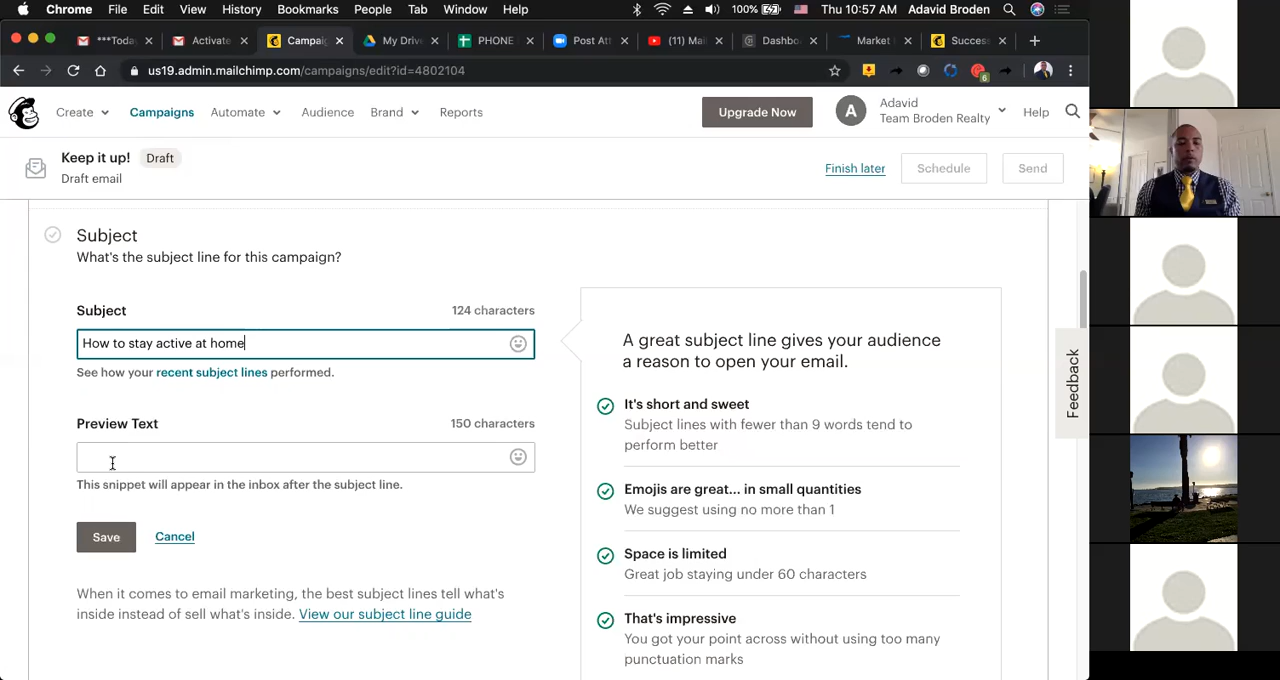 Chrome File Edit View History Bookmarks People Tab Window Help 100% Thu 10:57 AM Adavid Broden
***Toda Activate Campaig My Driv PHONE Post Att (11) Ma Dashbo Market Succes
us19.admin.mailchimp.com/campaigns/edit?id=4802104
6
Create Campaigns Automate Audience Brand Reports Upgrade Now A Adavid Help
Team Broden Realty
Keep it up! Draft
Draft email
Finish later Schedule Send
Subject
What's the subject line for this campaign?
Subject 124 characters
How to stay active at home
See how your recent subject lines performed.
Preview Text 150 characters
This snippet will appear in the inbox after the subject line.
Save Cancel
When it comes to email marketing, the best subject lines tell what's
inside instead of sell what's inside. View our subject line guide
A great subject line gives your audience
a reason to open your email.
It's short and sweet
Subject lines with fewer than 9 words tend to
perform better
Emojis are great... in small quantities
We suggest using no more than 1
Space is limited
Great job staying under 60 characters
That's impressive
You got your point across without using too many
punctuation marks
Feedback